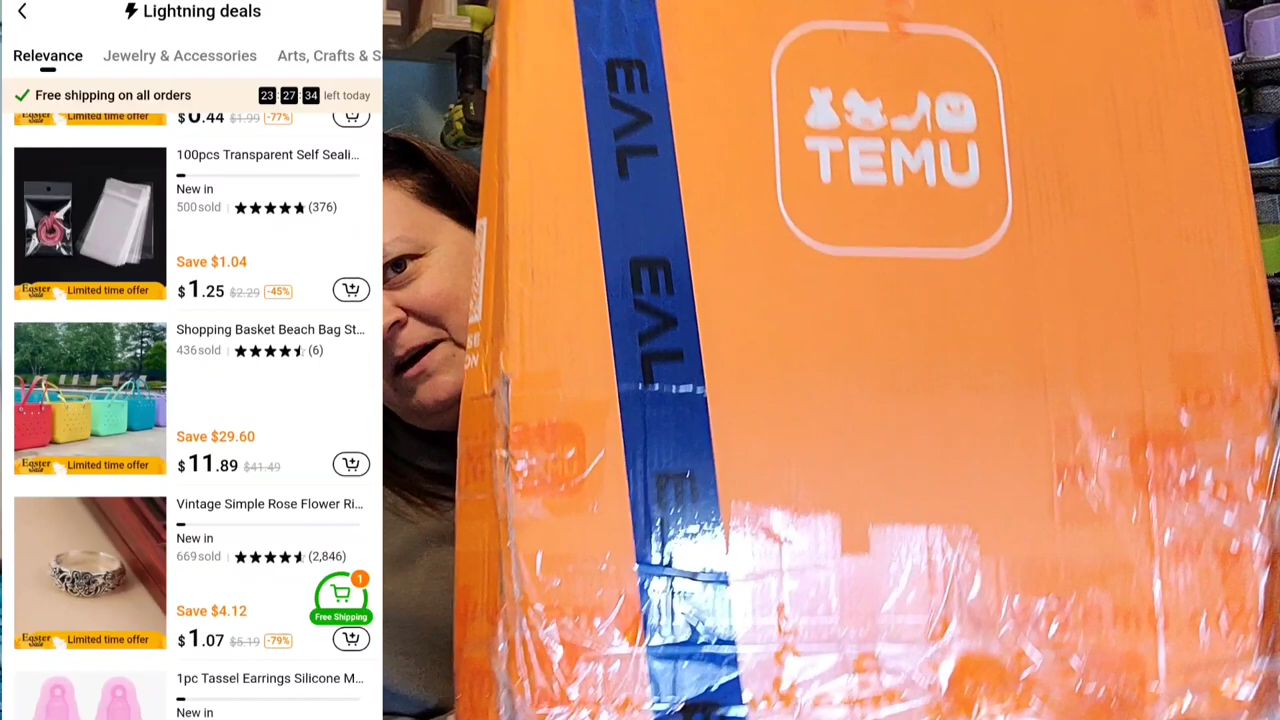 Lightning deals
Relevance
Jewelry & Accessories
Arts, Crafts & S
Free shipping on all orders
23:27:34 left today
Easter Sale Limited time offer
$0.44 $1.99 -77%
100pcs Transparent Self Seali...
New in
500sold (376)
Save $1.04
Easter Sale Limited time offer
$1.25 $2.29 -45%
Shopping Basket Beach Bag St...
436sold (6)
Save $29.60
Easter Sale Limited time offer
$11.89 $41.49
Vintage Simple Rose Flower Ri...
New in
669sold (2,846)
1
Free Shipping
Save $4.12
Easter Sale Limited time offer
$1.07 $5.19 -79%
1pc Tassel Earrings Silicone M...
New in
TEMU
EAL
EAL
E